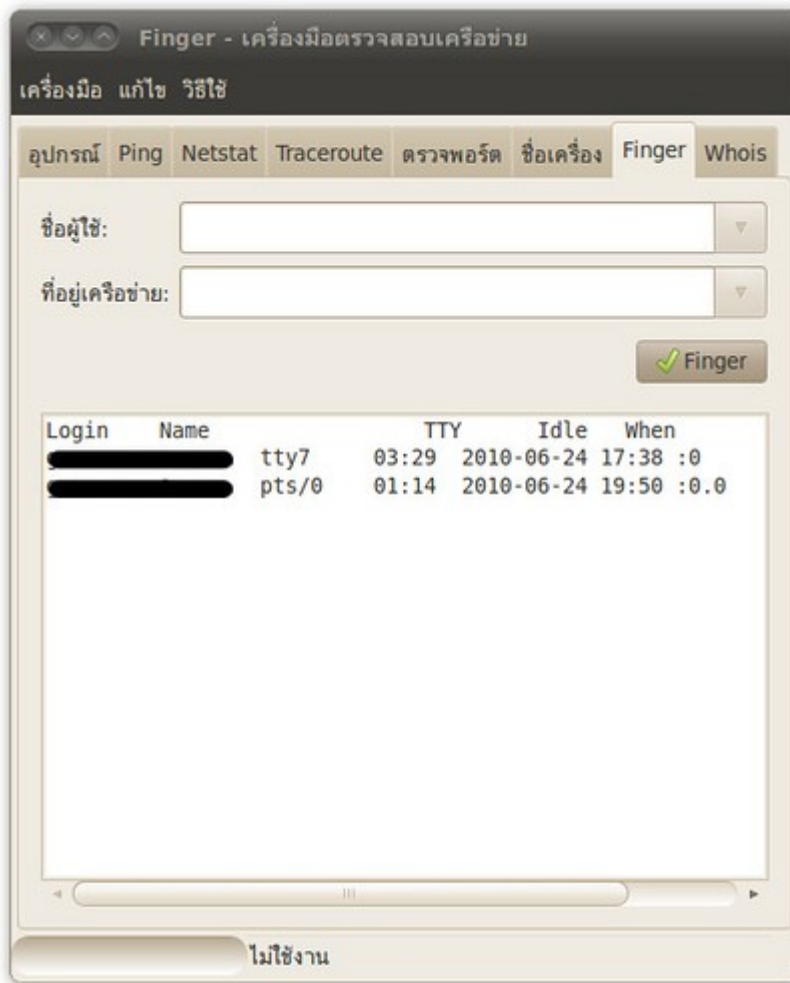 Finger - เครื่องมือตรวจสอบเครือข่าย
เครื่องมือ แก้ไข วิธีใช้
อุปกรณ์ Ping Netstat Traceroute ตรวจพอร์ต ชื่อเครื่อง Finger Whois
ชื่อผู้ใช้:
ที่อยู่เครือข่าย:
Finger
Login Name TTY Idle When
tty7 03:29 2010-06-24 17:38 :0
pts/0 01:14 2010-06-24 19:50 :0.0
ไม่ใช้งาน